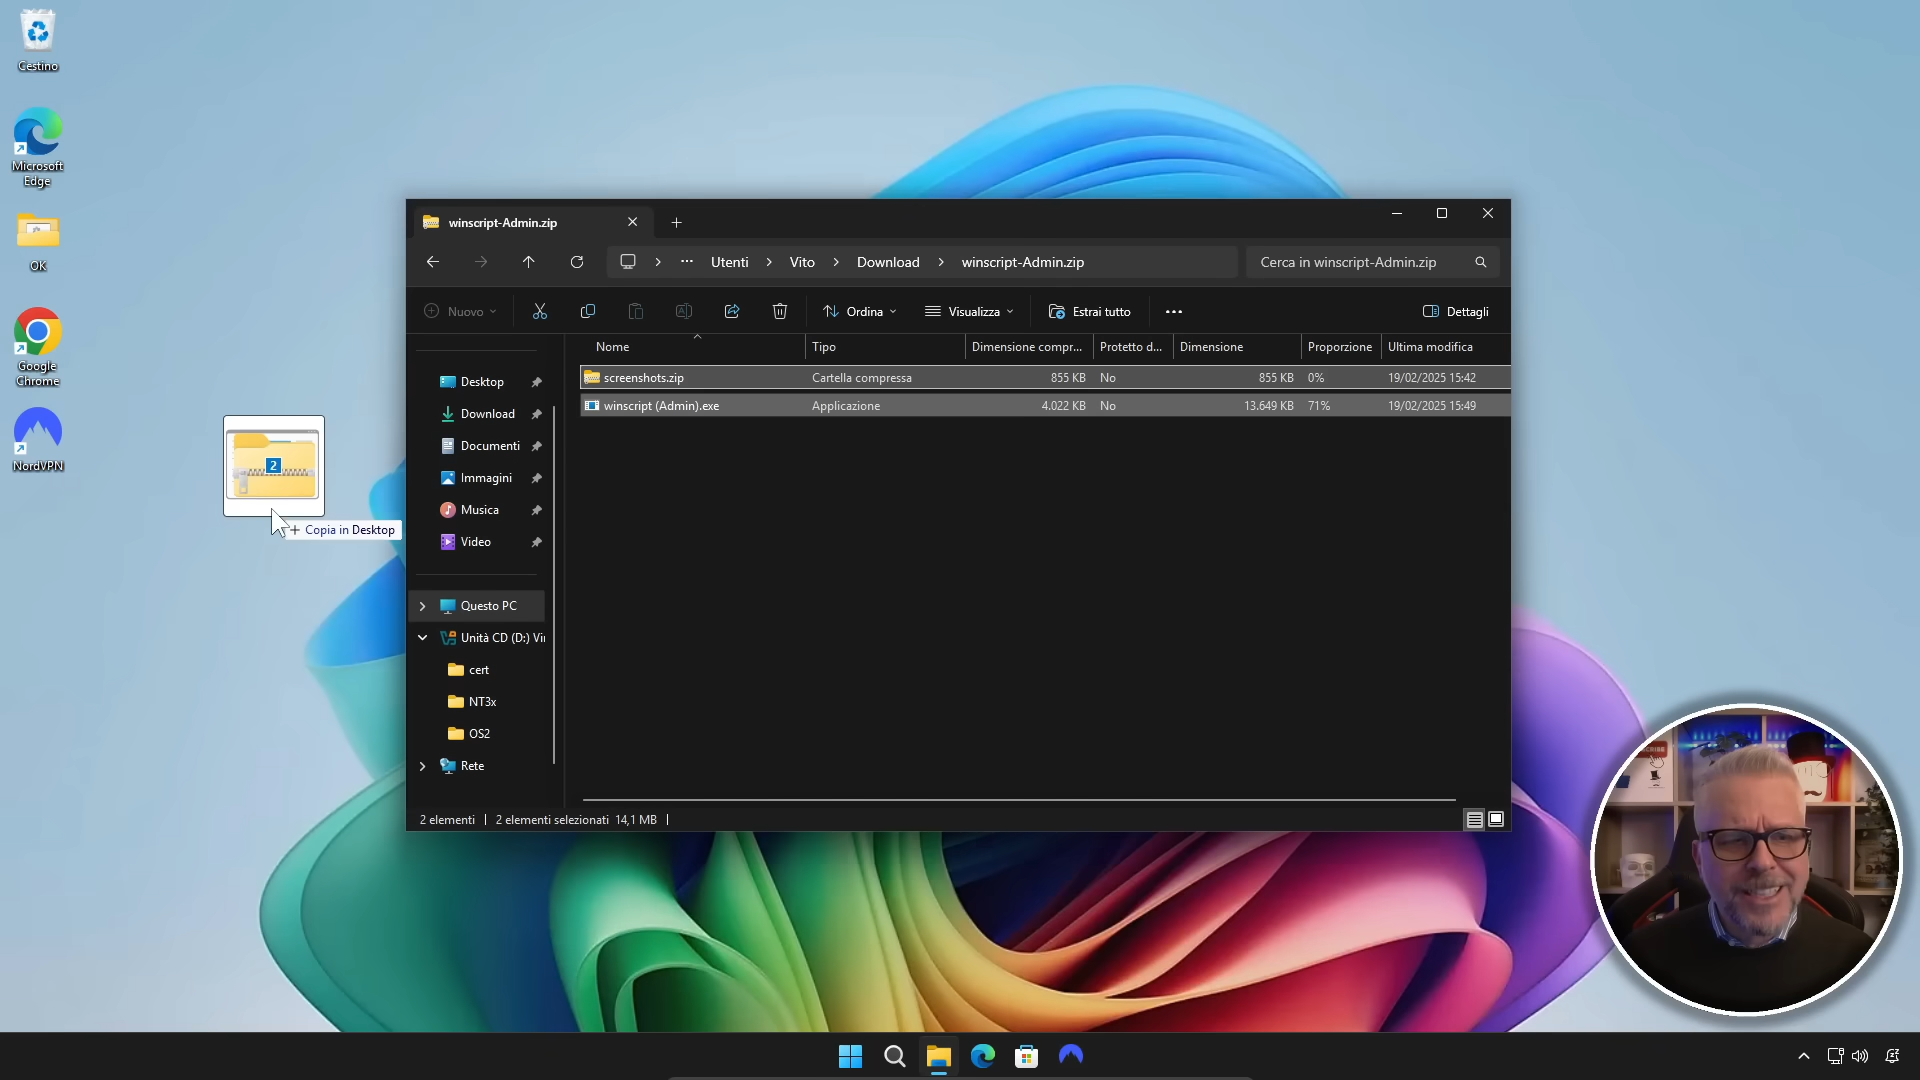 Cestino
Microsoft
Edge
OK
Google
Chrome
NordVPN
2
Copia in Desktop
winscript-Admin.zip
Utenti
Vito
Download
winscript-Admin.zip
Cerca in winscript-Admin.zip
Nuovo
Ordina
Visualizza
Estrai tutto
Dettagli
Nome Tipo Dimensione compr... Protetto d... Dimensione Proporzione Ultima modifica
screenshots.zip Cartella compressa 855 KB No 855 KB 0% 19/02/2025 15:42
winscript (Admin).exe Applicazione 4.022 KB No 13.649 KB 71% 19/02/2025 15:49
Desktop
Download
Documenti
Immagini
Musica
Video
Questo PC
Unità CD (D:) Vir
cert
NT3x
OS2
Rete
2 elementi
2 elementi selezionati 14,1 MB